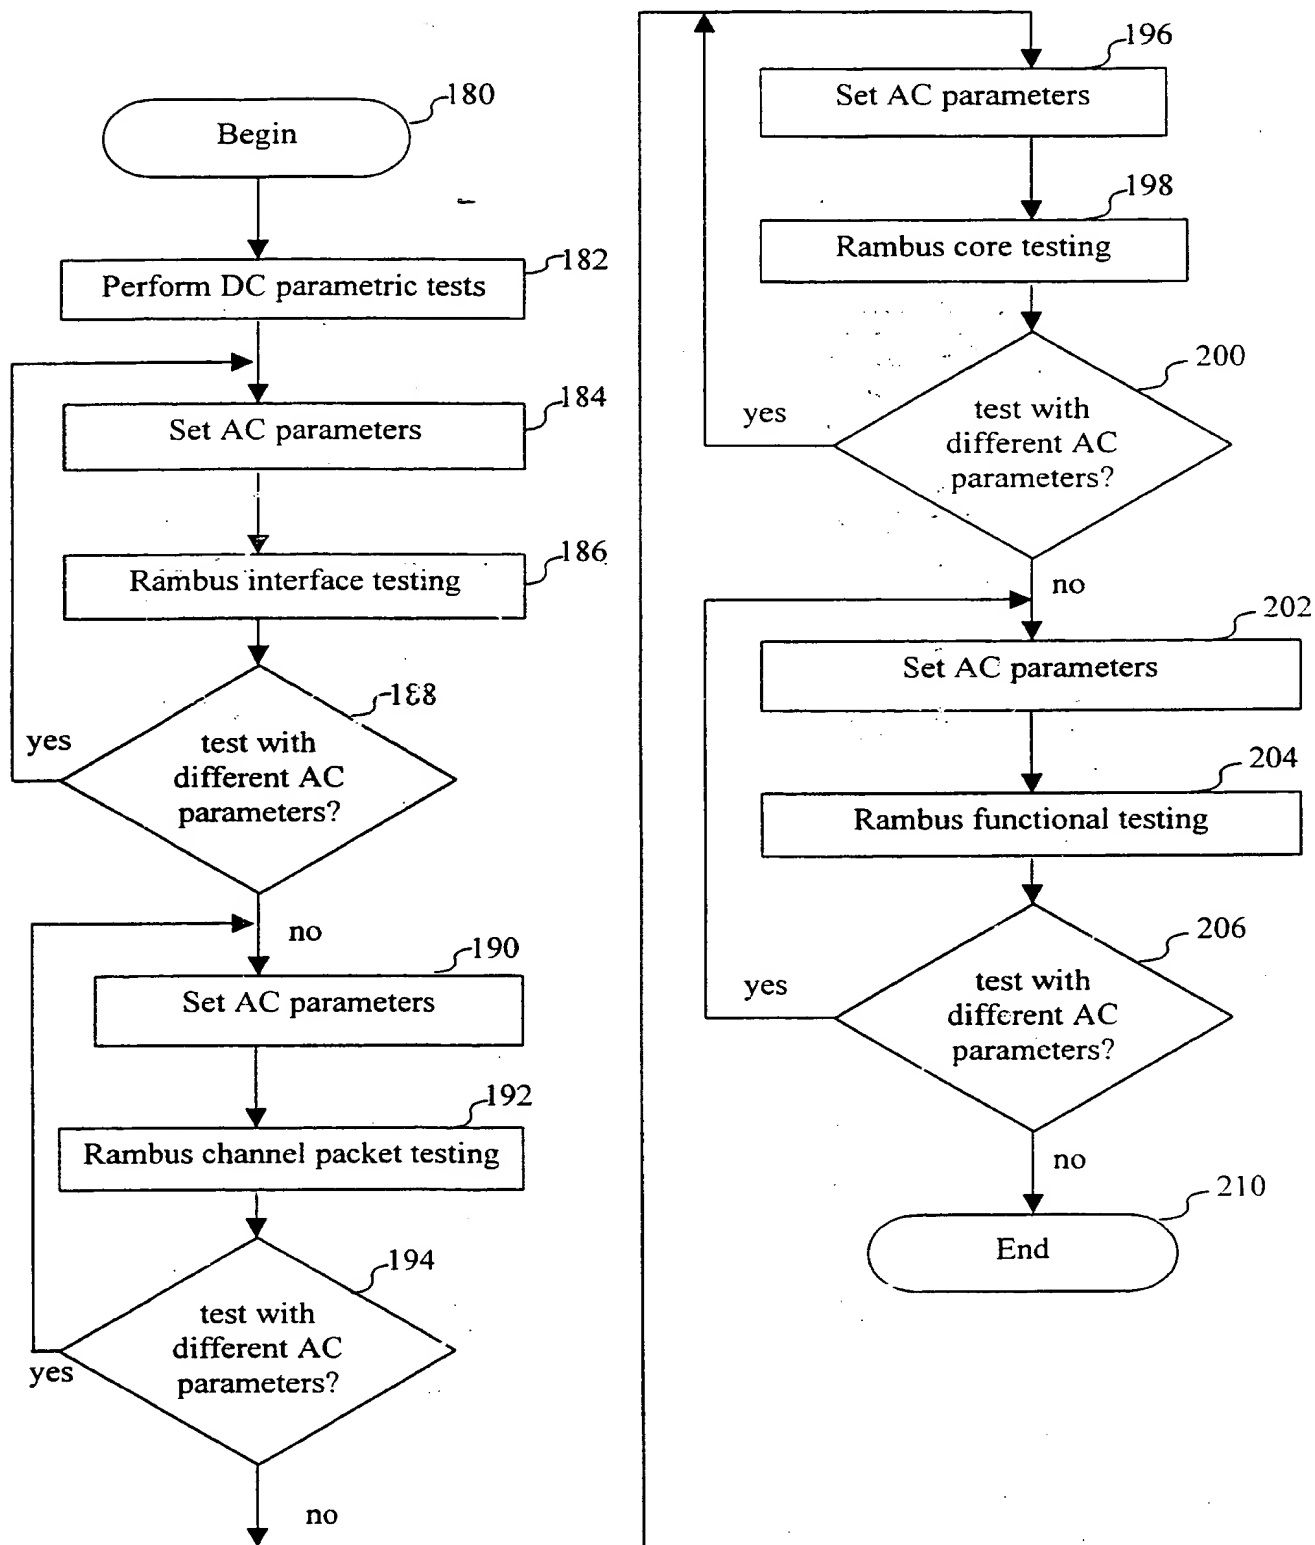 Begin
180
Perform DC parametric tests
182
Set AC parameters
184
Rambus interface testing
186
test with
different AC
parameters?
188
yes
no
Set AC parameters
190
Rambus channel packet testing
192
test with
different AC
parameters?
194
yes
no
Set AC parameters
196
Rambus core testing
198
test with
different AC
parameters?
200
yes
no
Set AC parameters
202
Rambus functional testing
204
test with
different AC
parameters?
206
yes
no
End
210